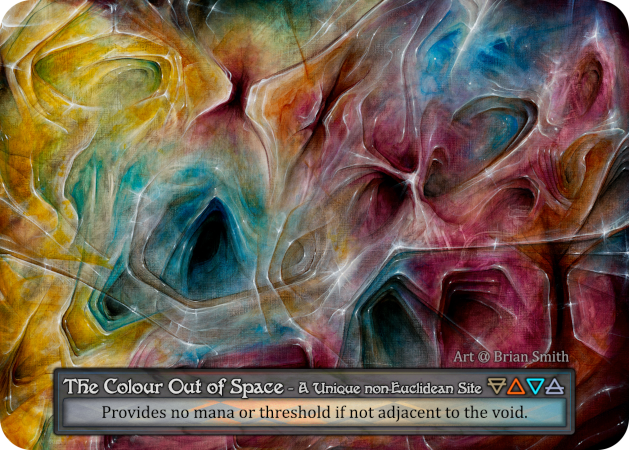 Art @ Brian Smith
The Colour Out of Space - A Unique non-Euclidean Site
Provides no mana or threshold if not adjacent to the void.